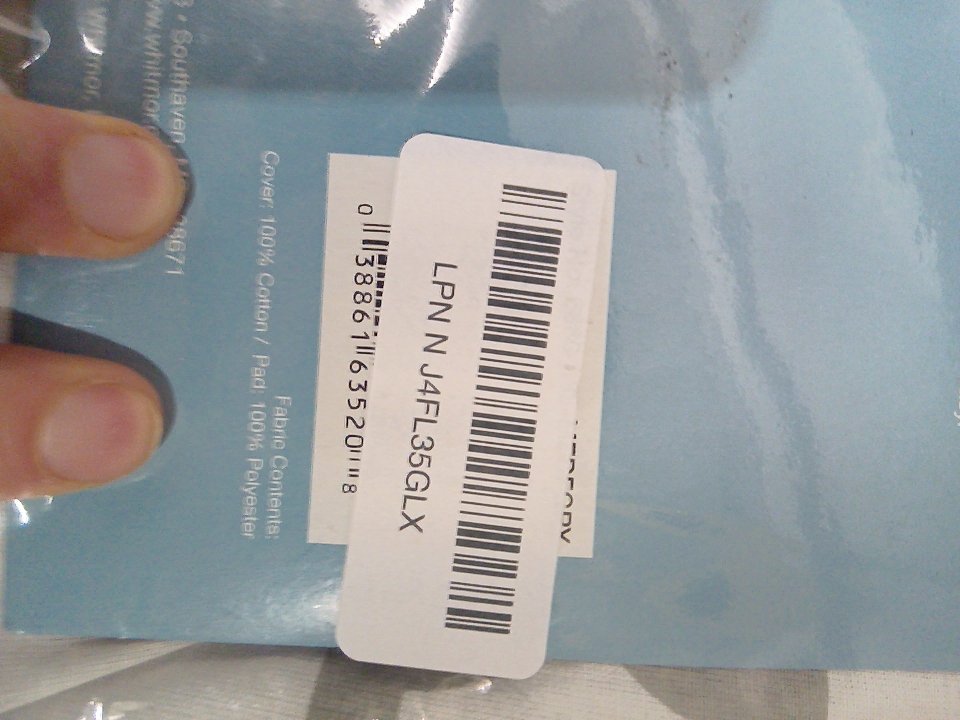 LPN N J4FL35GLX
0 38861 63520 8
Fabric Contents:
Cover: 100% Cotton / Pad: 100% Polyester
Southaven